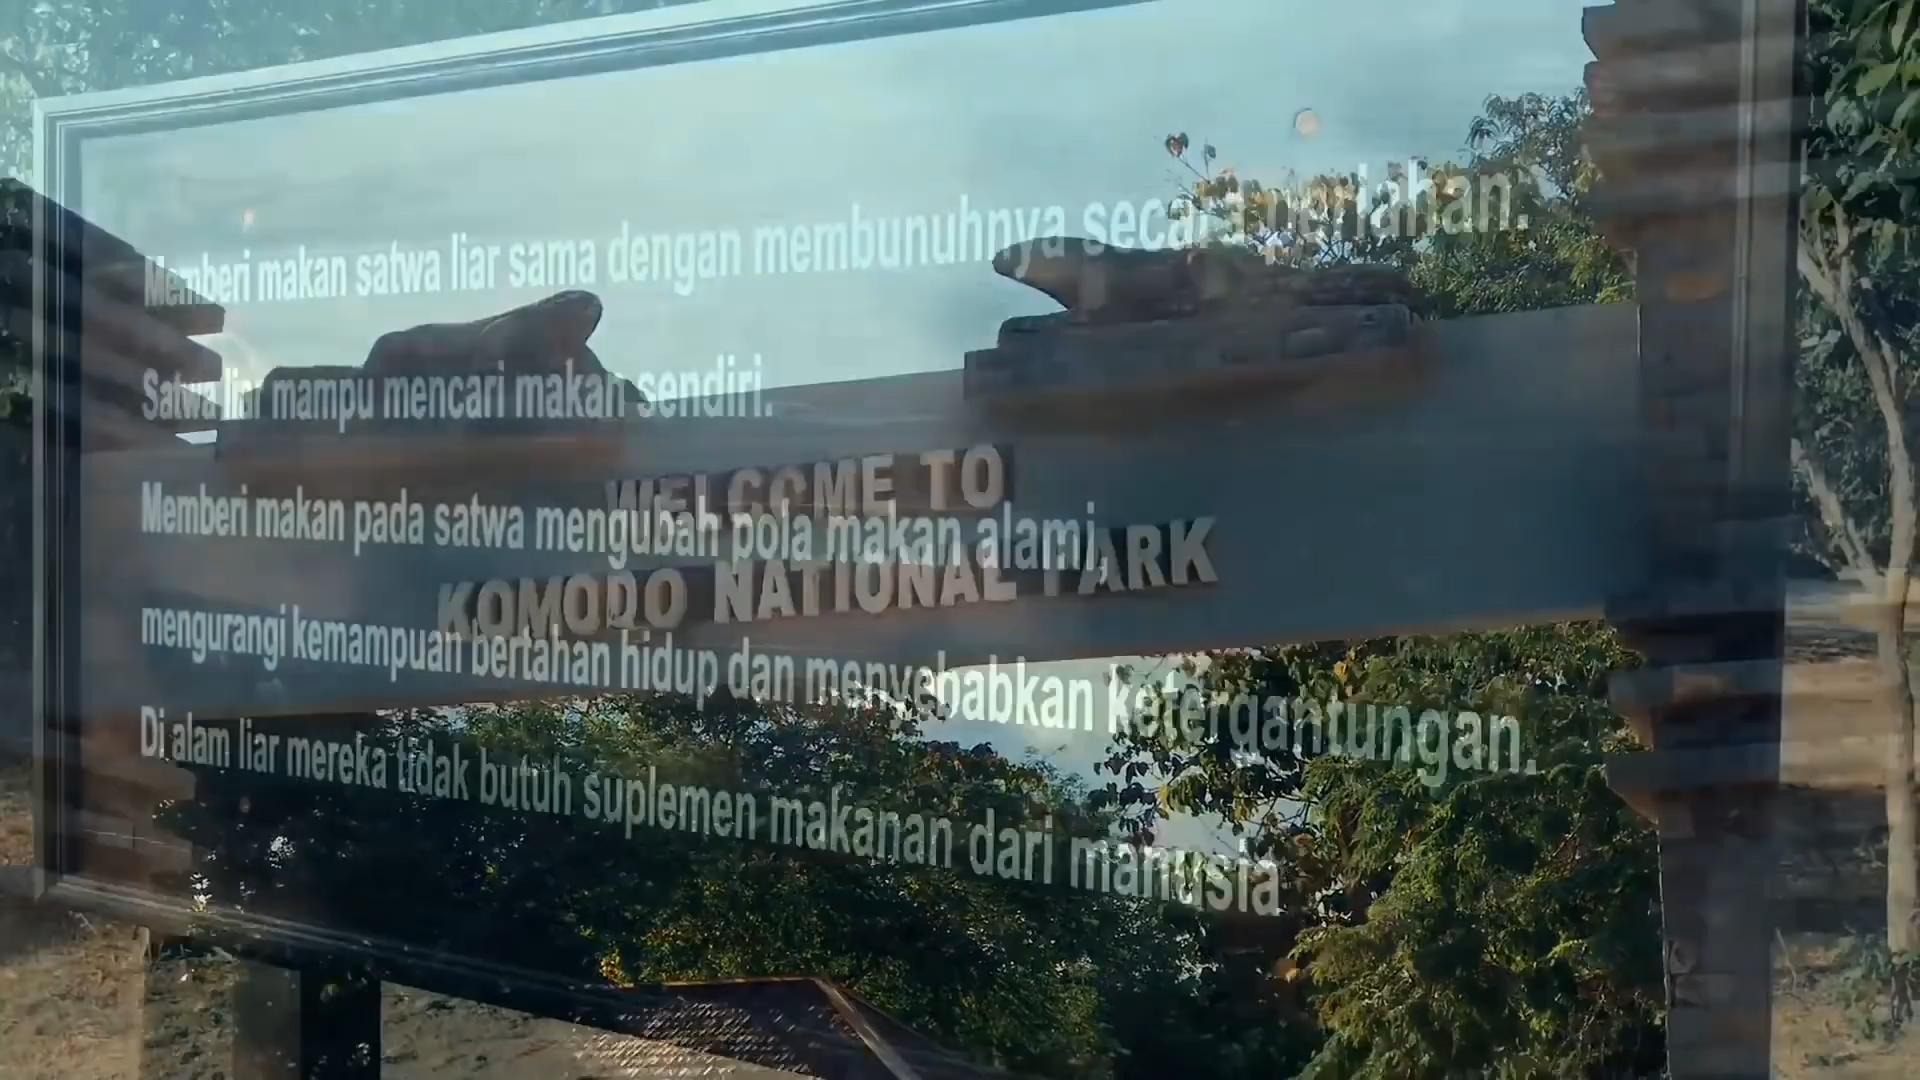 Memberi makan satwa liar sama dengan membunuhnya secara perlahan.
Satwa liar mampu mencari makan sendiri.
WELCOME TO
KOMODO NATIONAL PARK
Memberi makan pada satwa mengubah pola makan alami,
mengurangi kemampuan bertahan hidup dan menyebabkan ketergantungan.
Di alam liar mereka tidak butuh suplemen makanan dari manusia